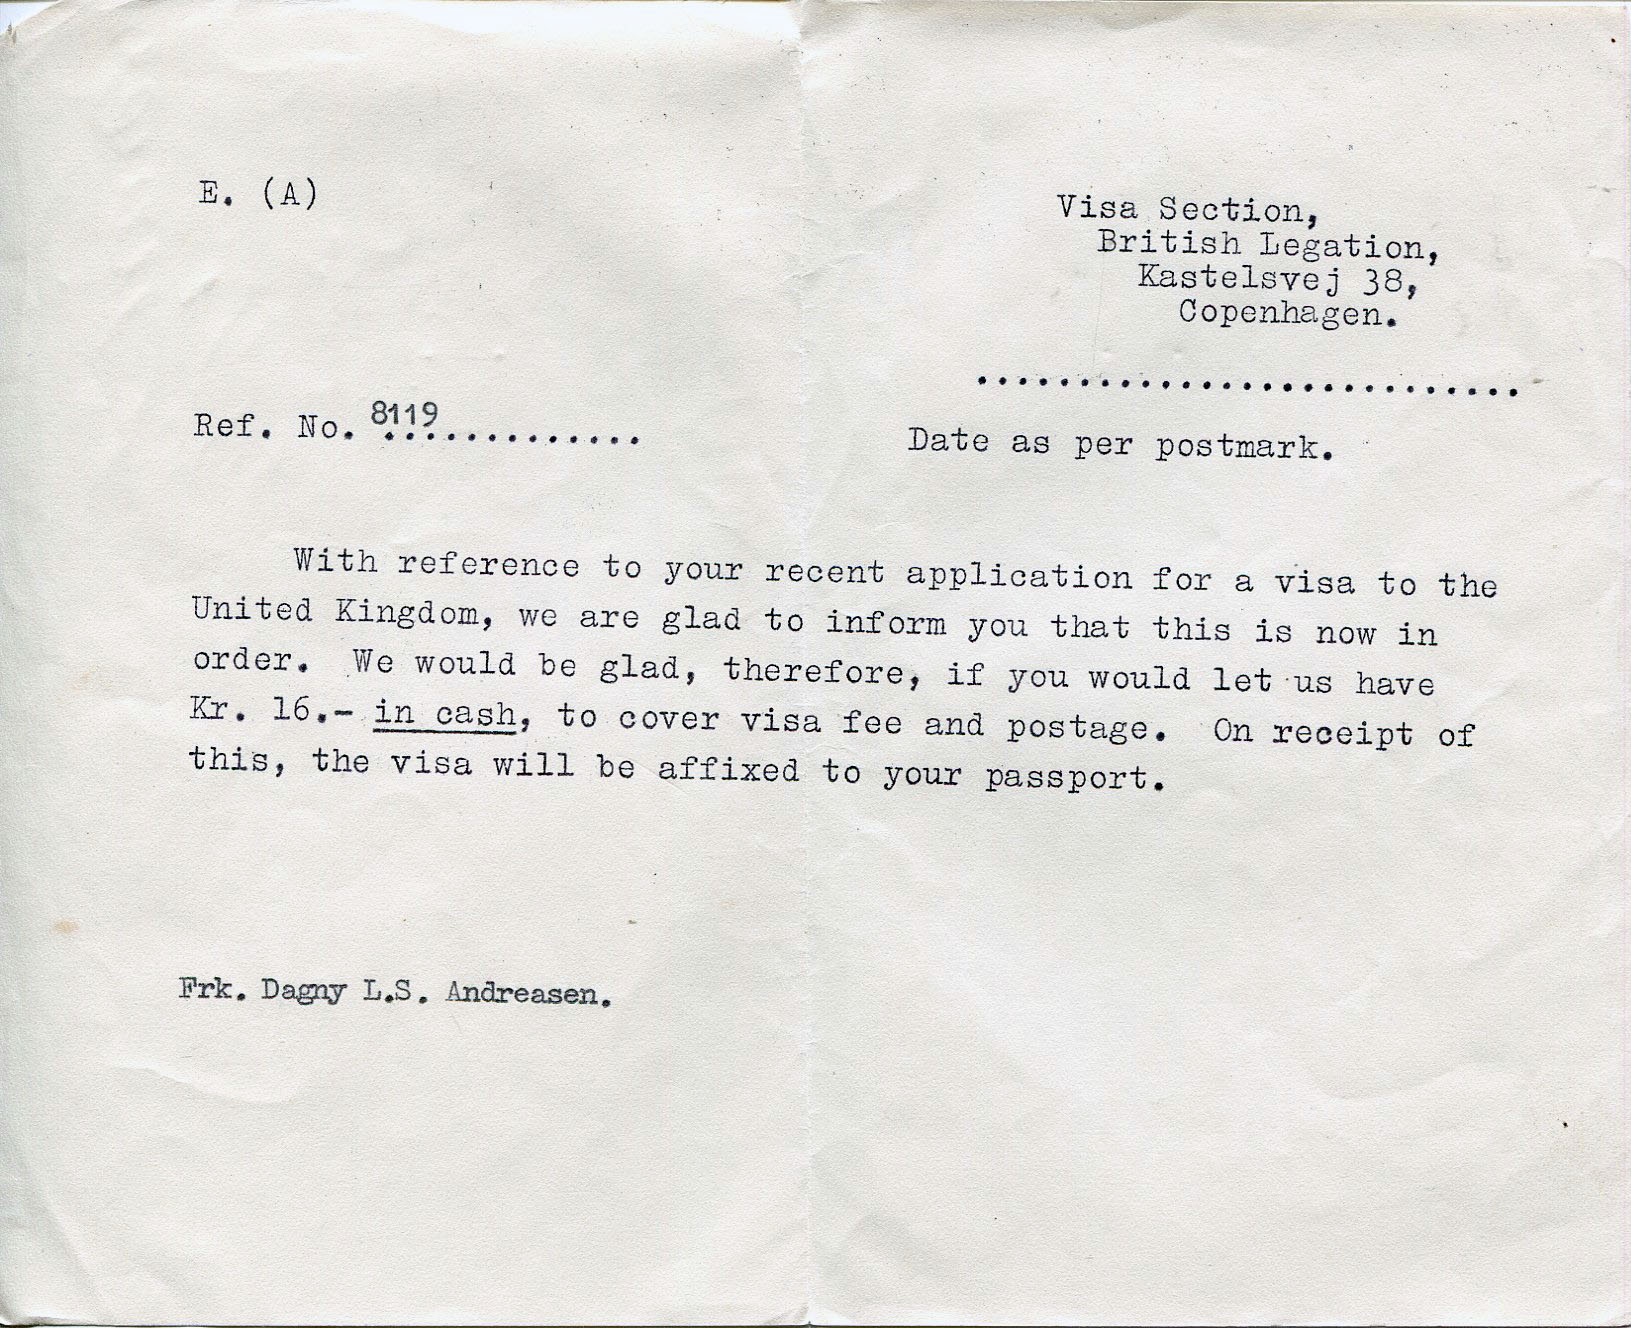 E. (A)
Visa Section,
British Legation,
Kastelsvej 38,
Copenhagen.
...........................
Ref. No. 8119.............
Date as per postmark.
With reference to your recent application for a visa to the
United Kingdom, we are glad to inform you that this is now in
order. We would be glad, therefore, if you would let us have
Kr. 16.- in cash, to cover visa fee and postage. On receipt of
this, the visa will be affixed to your passport.
Frk. Dagny L.S. Andreasen.